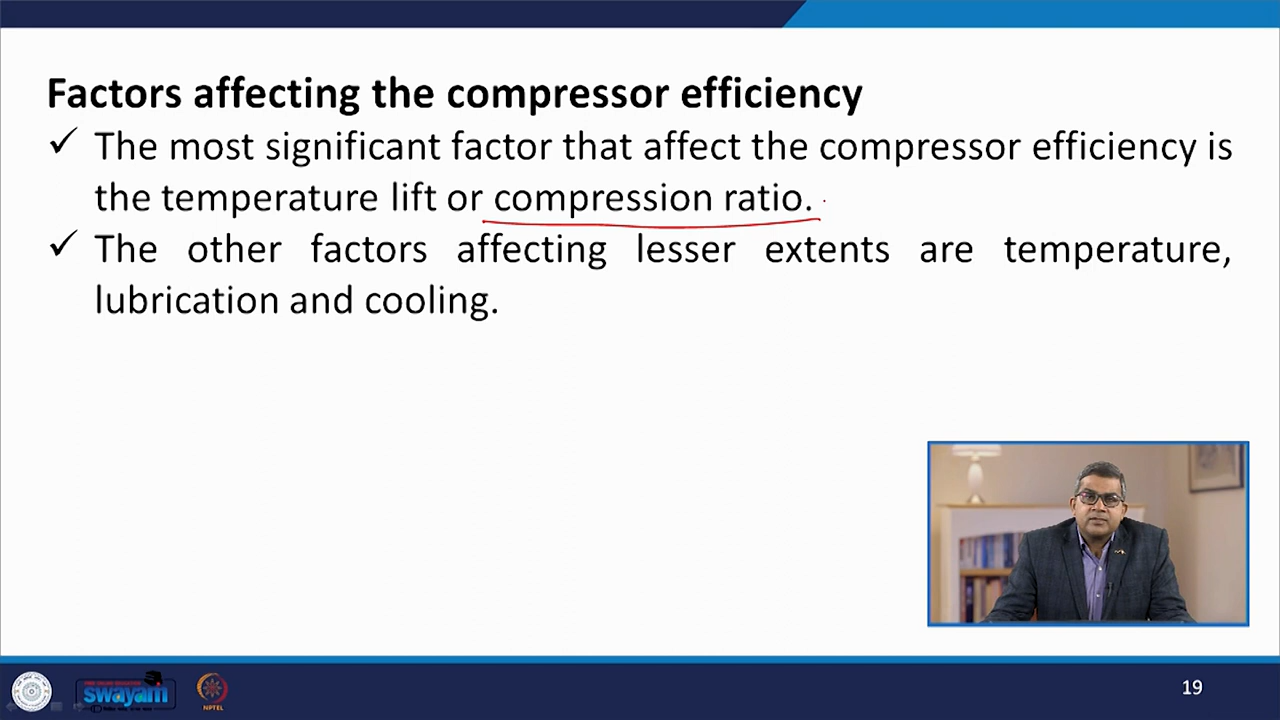 Factors affecting the compressor efficiency
✓ The most significant factor that affect the compressor efficiency is
the temperature lift or compression ratio.
✓ The other factors affecting lesser extents are temperature,
lubrication and cooling.
swayam
NPTEL
19